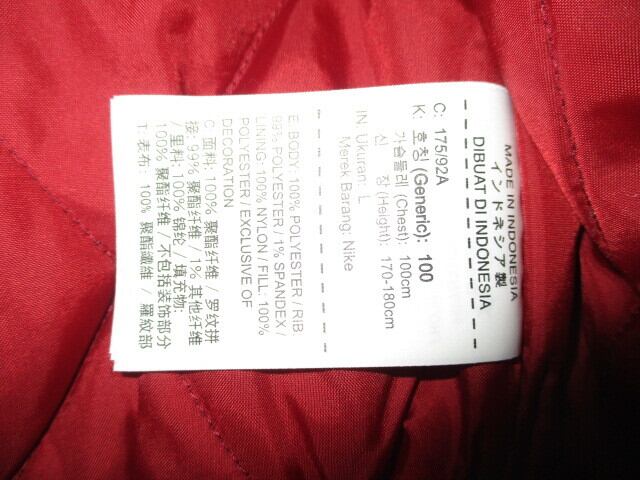 MADE IN INDONESIA
インドネシア製
DIBUAT DI INDONESIA
C: 175/92A
K: 호칭 (Generic): 100
가슴둘레 (Chest): 100cm
신 장 (Height): 170-180cm
IN: Ukuran: L
Merek Barang: Nike
E: BODY: 100% POLYESTER / RIB:
99% POLYESTER / 1% SPANDEX /
LINING: 100% NYLON / FILL: 100%
POLYESTER / EXCLUSIVE OF
DECORATION
C: 面料: 100% 聚酯纤维 / 罗纹拼
接: 99% 聚酯纤维 / 1% 其他纤维
/ 里料: 100% 锦纶 / 填充物:
100% 聚酯纤维 / 不包括装饰部分
T: 表布: 100% 聚酯纖維 / 羅紋部